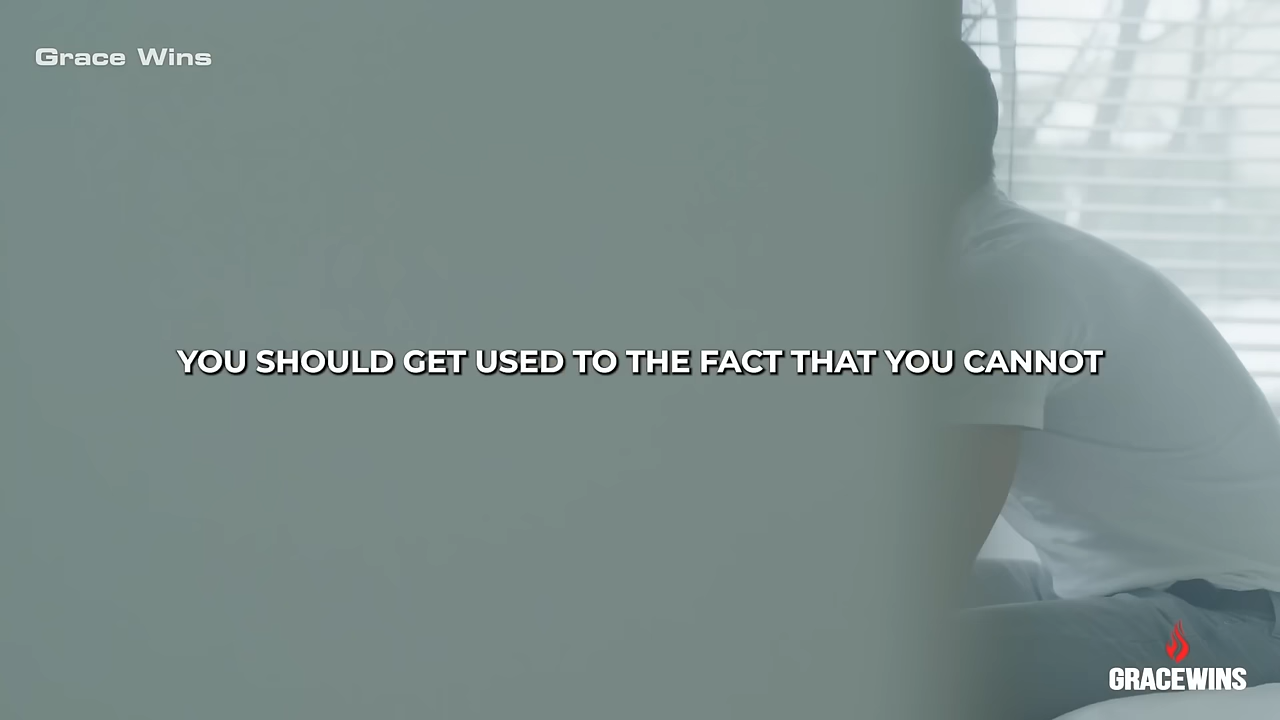 Grace Wins
YOU SHOULD GET USED TO THE FACT THAT YOU CANNOT
GRACEWINS